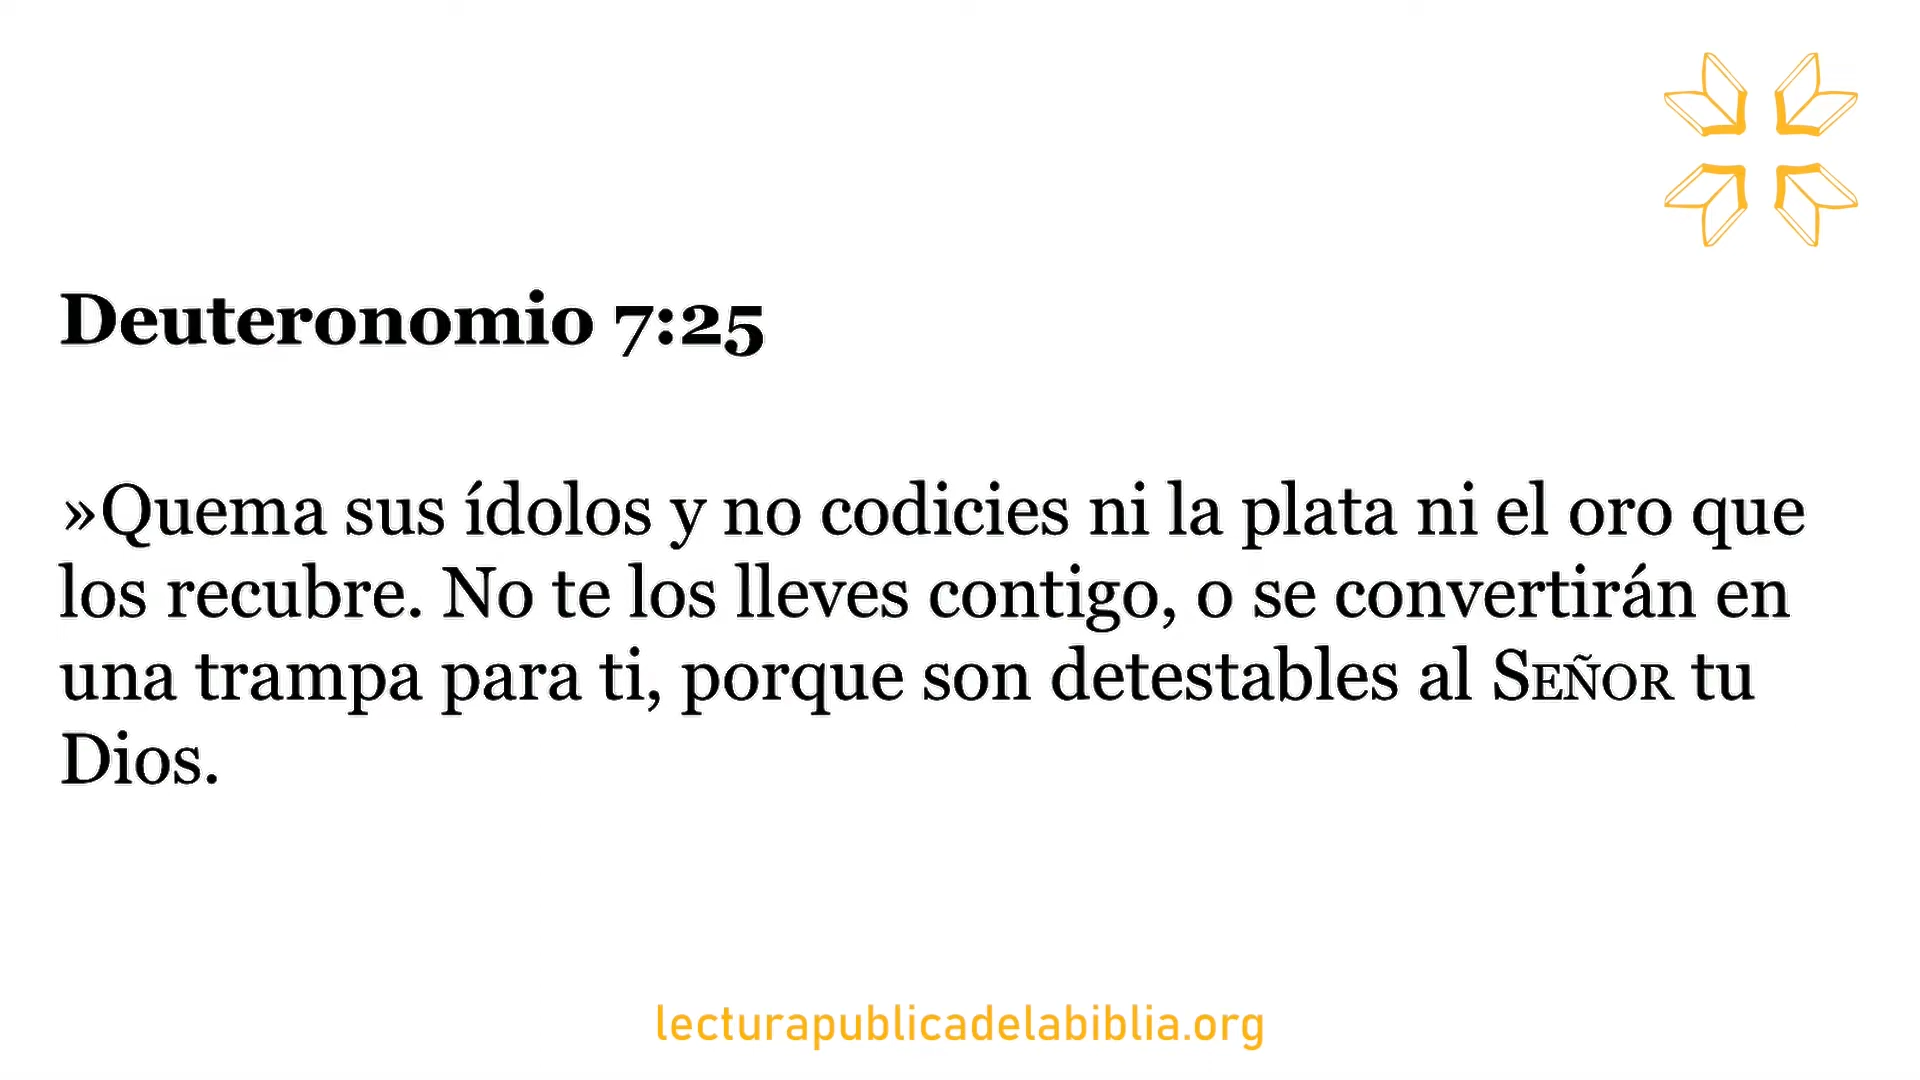 Deuteronomio 7:25
»Quema sus ídolos y no codicies ni la plata ni el oro que
los recubre. No te los lleves contigo, o se convertirán en
una trampa para ti, porque son detestables al SEÑOR tu
Dios.
lecturapublicadelabiblia.org